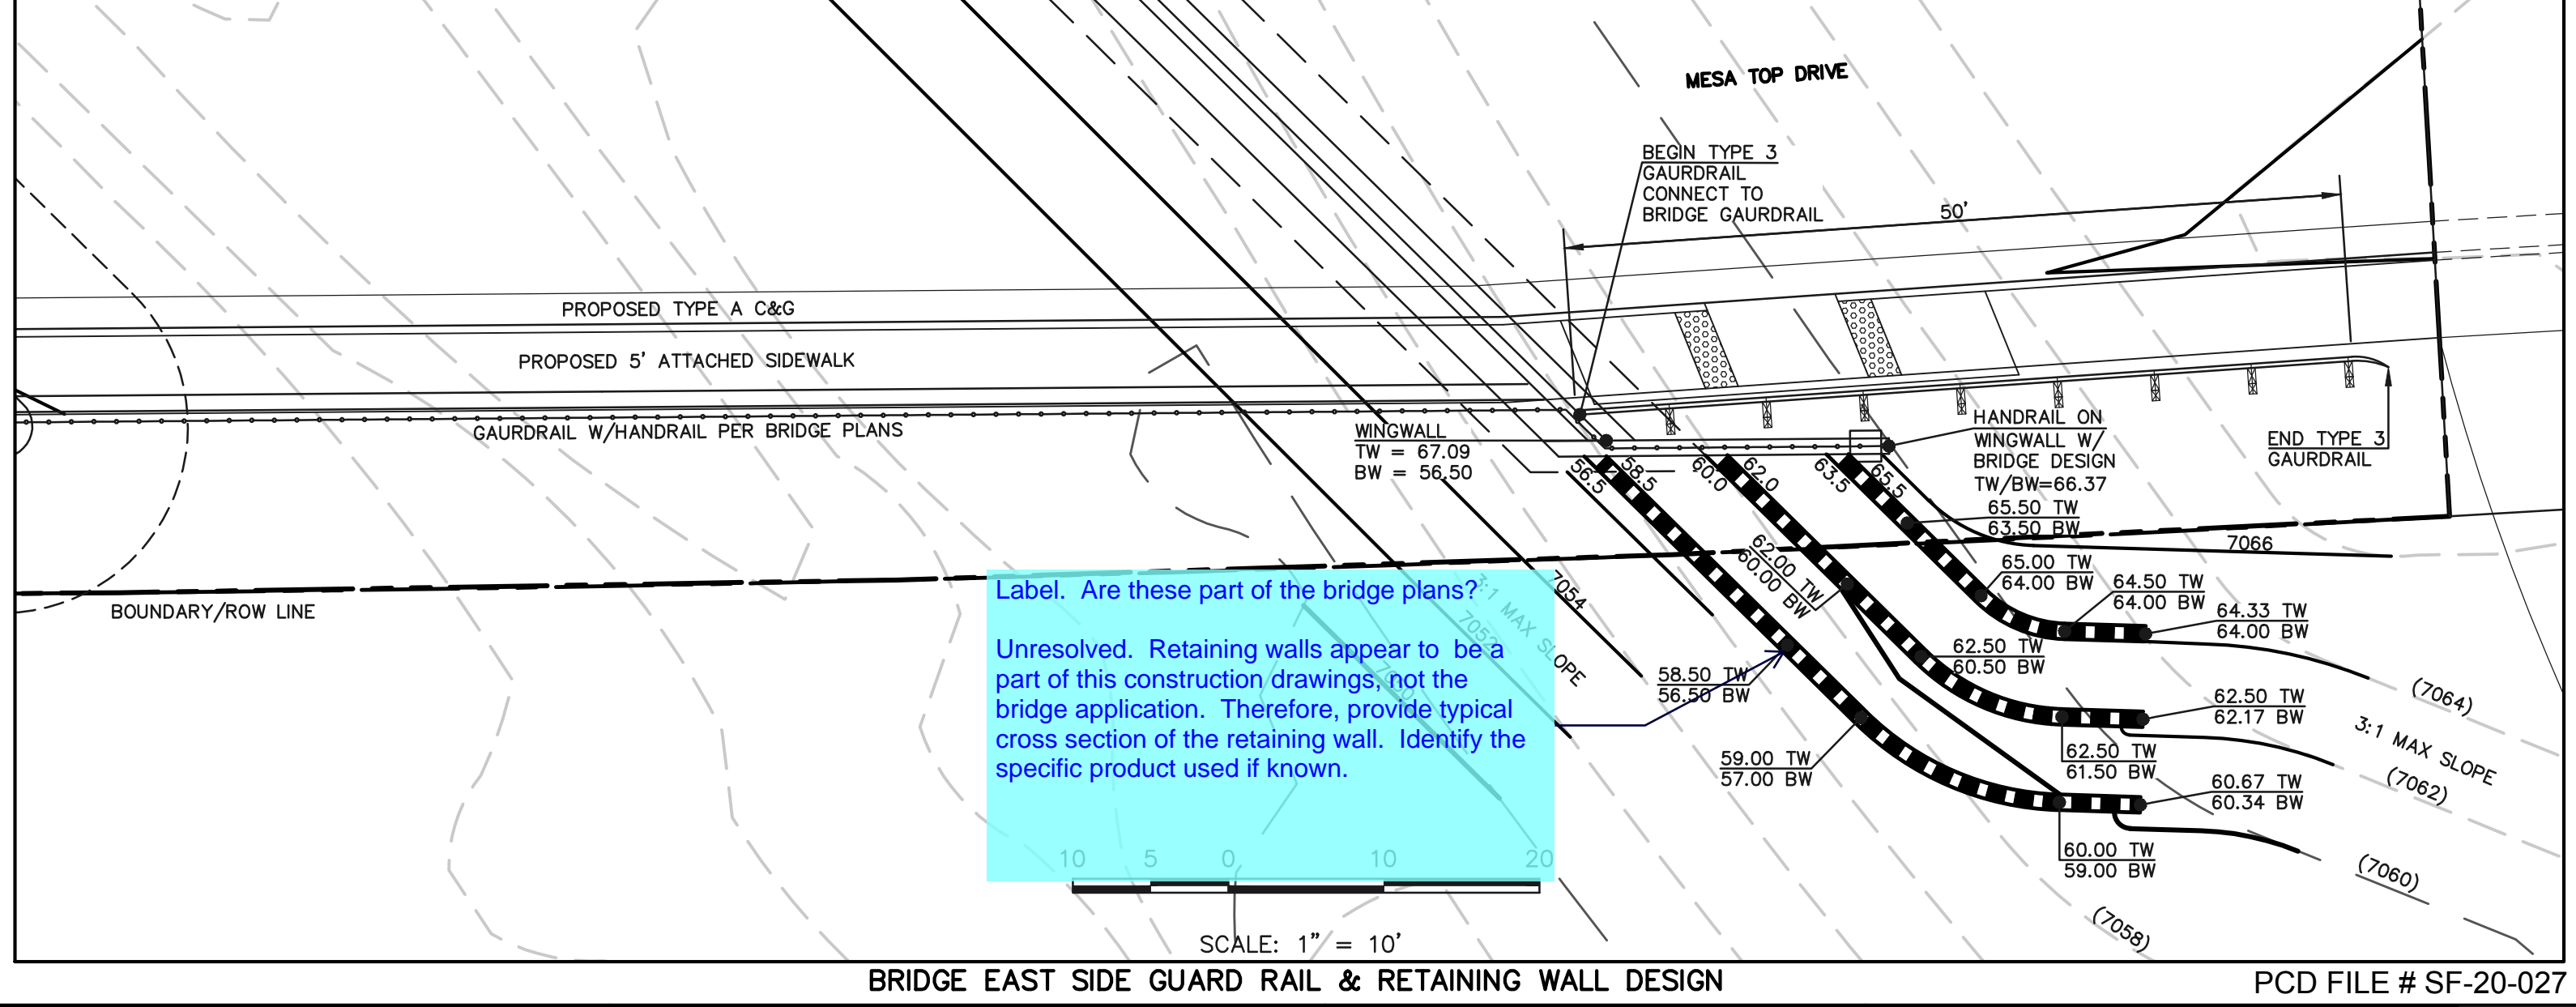 MESA TOP DRIVE
BEGIN TYPE 3
GAURDRAIL
CONNECT TO
BRIDGE GAURDRAIL
50'
PROPOSED TYPE A C&G
PROPOSED 5' ATTACHED SIDEWALK
GAURDRAIL W/HANDRAIL PER BRIDGE PLANS
WINGWALL
TW = 67.09
BW = 56.50
HANDRAIL ON
WINGWALL W/
BRIDGE DESIGN
TW/BW=66.37
END TYPE 3
GAURDRAIL
56.5
58.5
60.0
62.0
63.5
65.5
65.50 TW
63.50 BW
7066
65.00 TW
64.00 BW
64.50 TW
64.00 BW
64.33 TW
64.00 BW
62.00 TW
60.00 BW
62.50 TW
60.50 BW
62.50 TW
62.17 BW
62.50 TW
61.50 BW
58.50 TW
56.50 BW
59.00 TW
57.00 BW
60.67 TW
60.34 BW
60.00 TW
59.00 BW
(7064)
3:1 MAX SLOPE
(7062)
(7060)
(7058)
7054
3:1 MAX SLOPE
7052
7050
BOUNDARY/ROW LINE
Label. Are these part of the bridge plans?
Unresolved. Retaining walls appear to be a
part of this construction drawings, not the
bridge application. Therefore, provide typical
cross section of the retaining wall. Identify the
specific product used if known.
10 5 0 10 20
SCALE: 1" = 10'
BRIDGE EAST SIDE GUARD RAIL & RETAINING WALL DESIGN
PCD FILE # SF-20-027